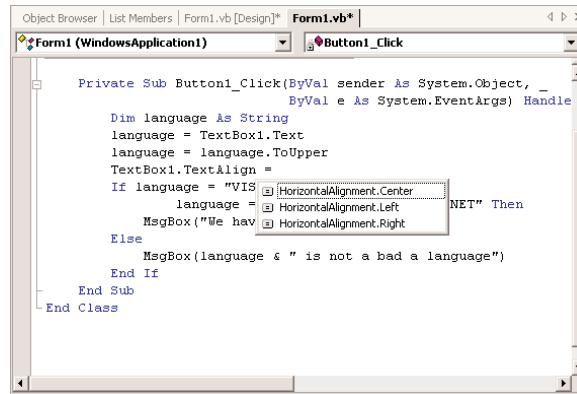 Object Browser | List Members | Form1.vb [Design]* Form1.vb*
Form1 (WindowsApplication1) Button1_Click
Private Sub Button1_Click(ByVal sender As System.Object, _
ByVal e As System.EventArgs) Handle
Dim language As String
language = TextBox1.Text
language = language.ToUpper
TextBox1.TextAlign =
If language = "VIS
HorizontalAlignment.Center
language =
HorizontalAlignment.Left
NET" Then
MsgBox("We hav
HorizontalAlignment.Right
Else
MsgBox(language & " is not a bad a language")
End If
End Sub
End Class